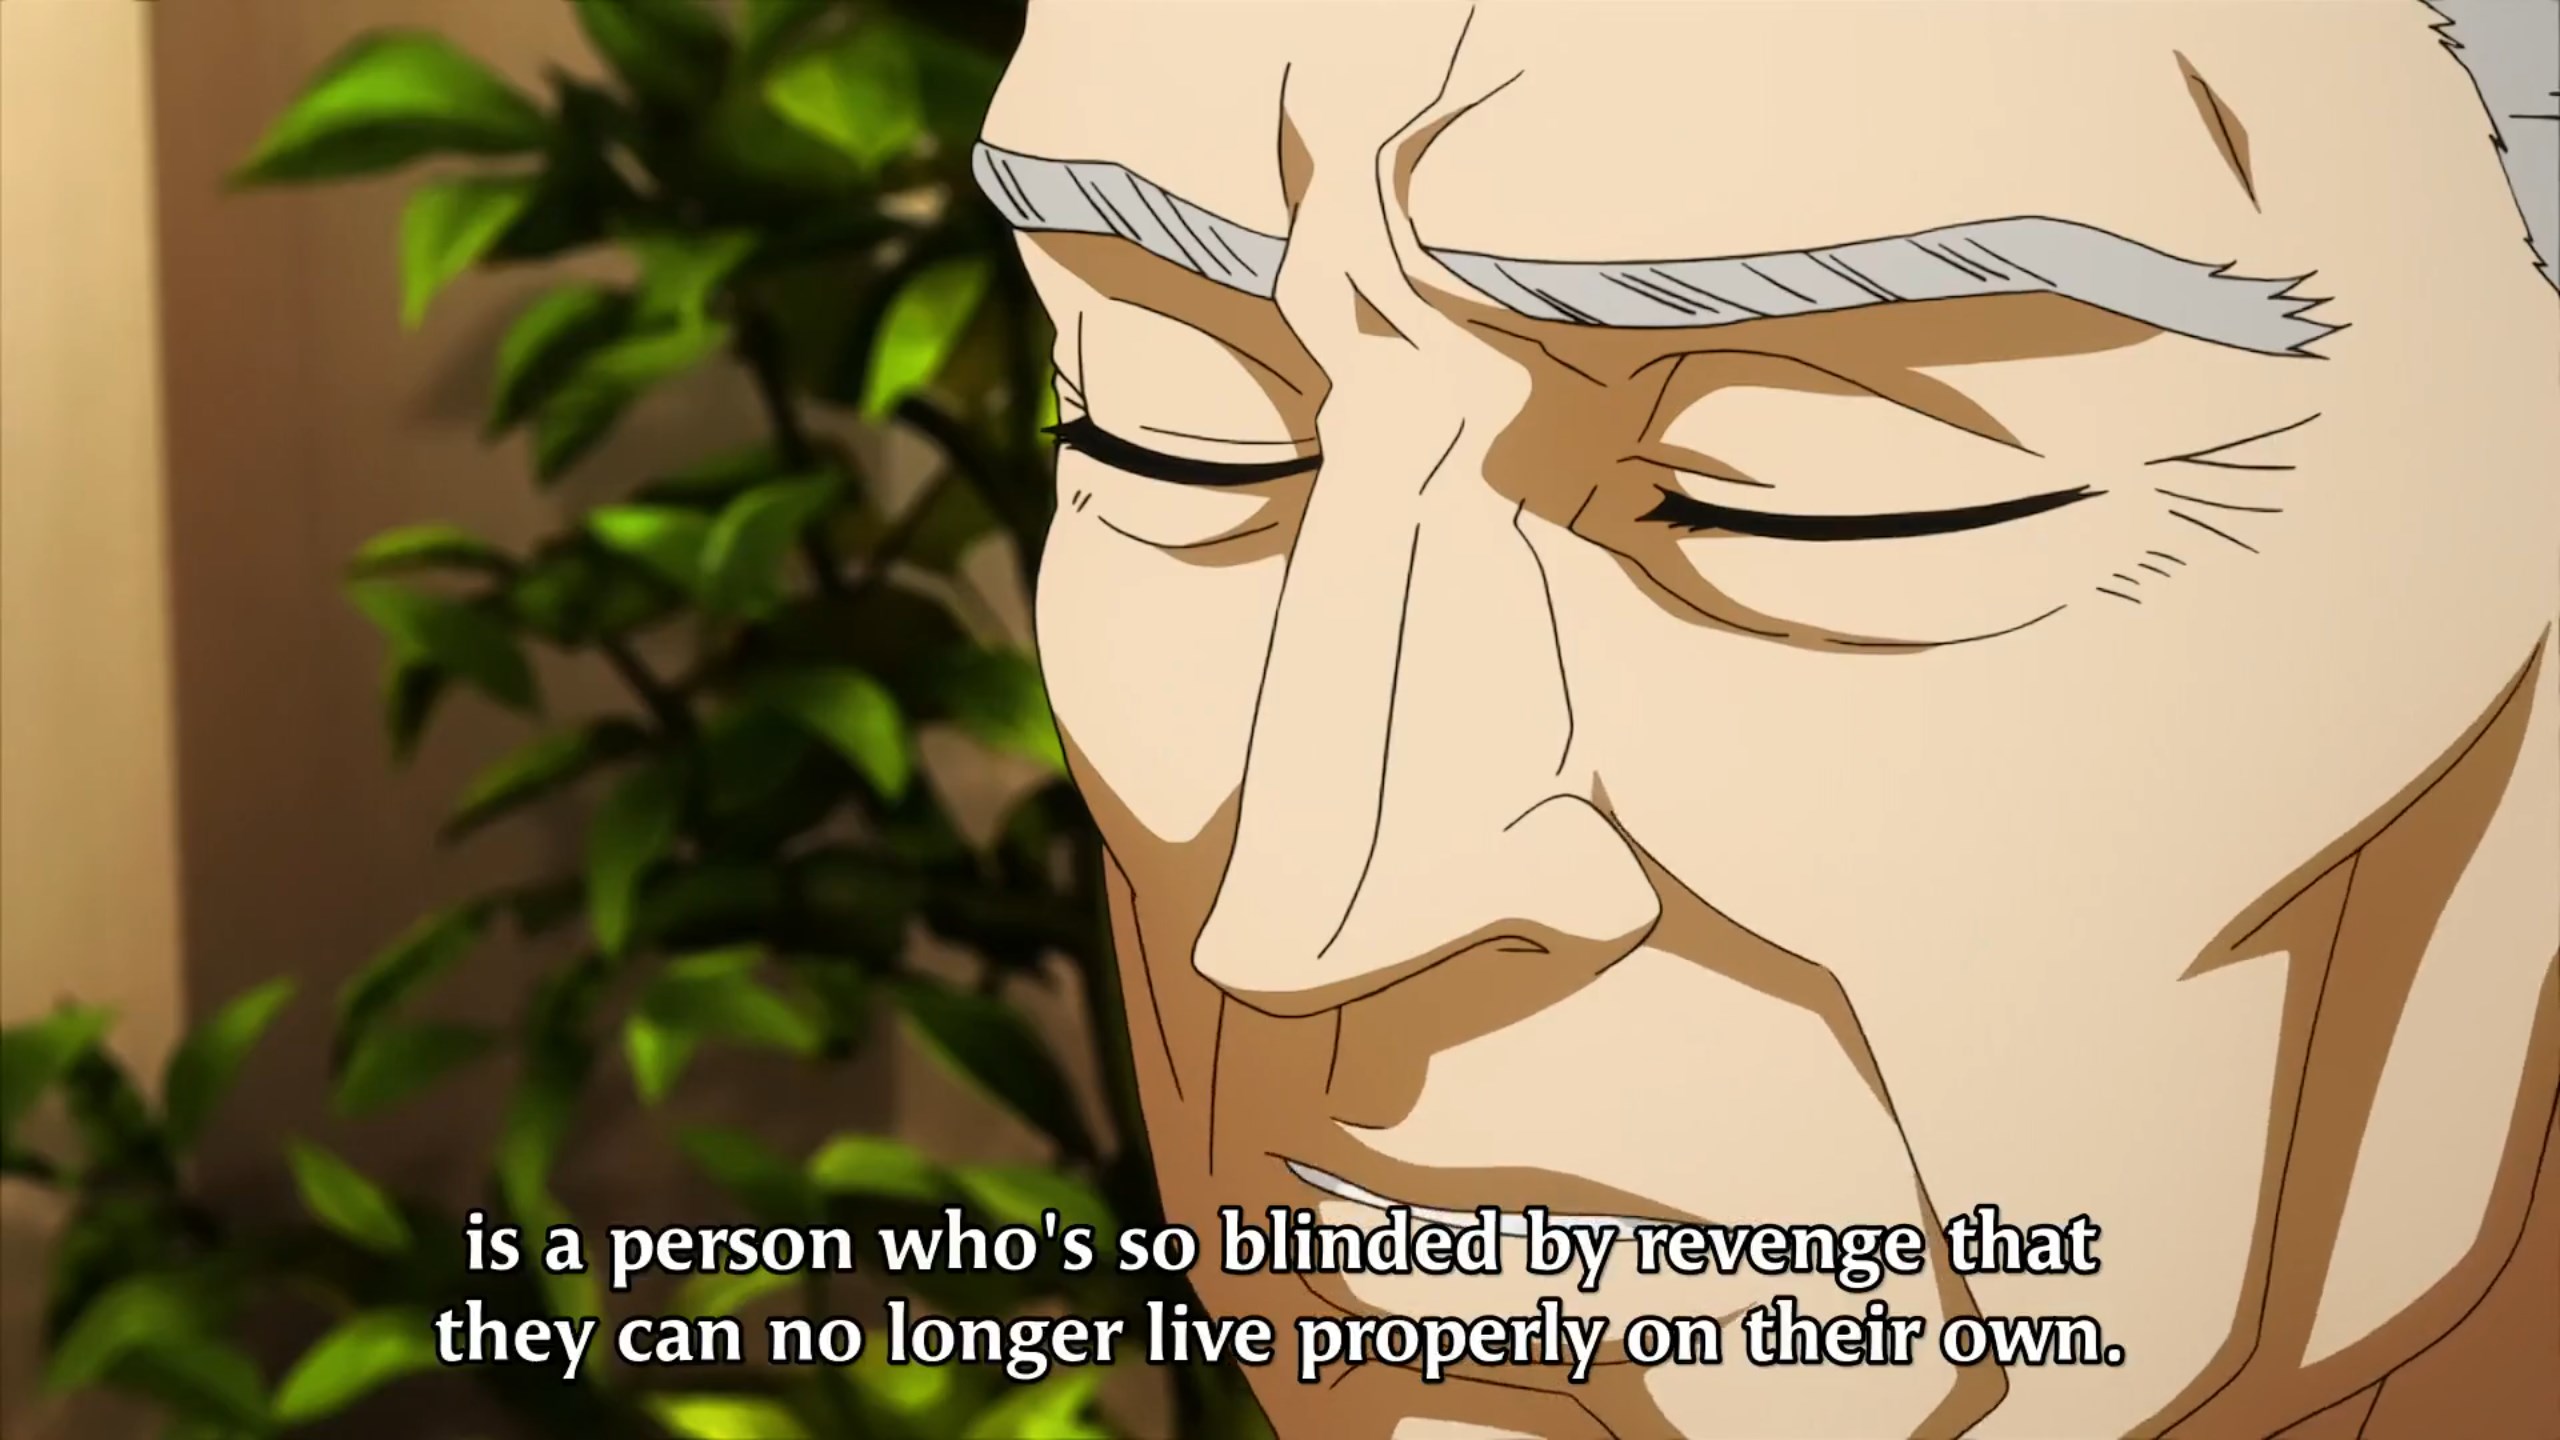 is a person who's so blinded by revenge that
they can no longer live properly on their own.